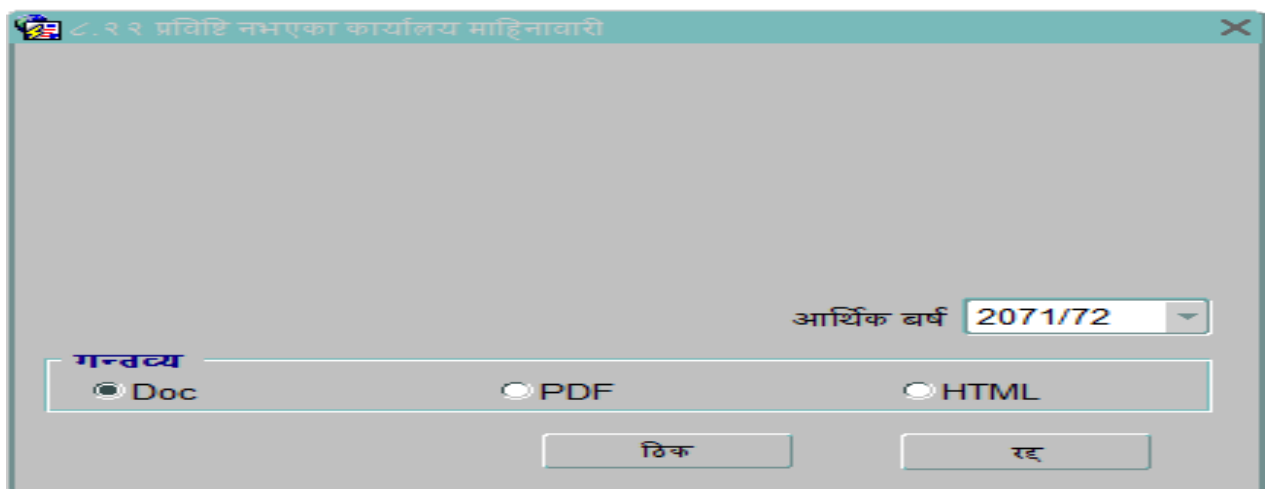 ८.२२ प्रविष्टि नभएका कार्यालय माहिनावारी
आर्थिक बर्ष 2071/72
गन्तव्य
Doc PDF HTML
ठिक रद्द